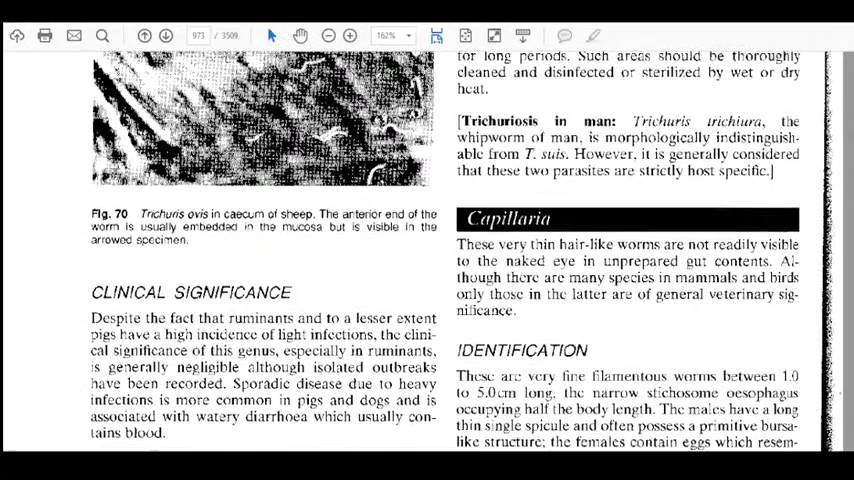 973 / 3509
162%
Fig. 70 Trichuris ovis in caecum of sheep. The anterior end of the
worm is usually embedded in the mucosa but is visible in the
arrowed specimen.
CLINICAL SIGNIFICANCE
Despite the fact that ruminants and to a lesser extent
pigs have a high incidence of light infections, the clini-
cal significance of this genus, especially in ruminants,
is generally negligible although isolated outbreaks
have been recorded. Sporadic disease due to heavy
infections is more common in pigs and dogs and is
associated with watery diarrhoea which usually con-
tains blood.
for long periods. Such areas should be thoroughly
cleaned and disinfected or sterilized by wet or dry
heat.
[Trichuriosis in man: Trichuris trichiura, the
whipworm of man, is morphologically indistinguish-
able from T. suis. However, it is generally considered
that these two parasites are strictly host specific.]
Capillaria
These very thin hair-like worms are not readily visible
to the naked eye in unprepared gut contents. Al-
though there are many species in mammals and birds
only those in the latter are of general veterinary sig-
nificance.
IDENTIFICATION
These are very fine filamentous worms between 1.0
to 5.0cm long, the narrow stichosome oesophagus
occupying half the body length. The males have a long
thin single spicule and often possess a primitive bursa-
like structure; the females contain eggs which resem-